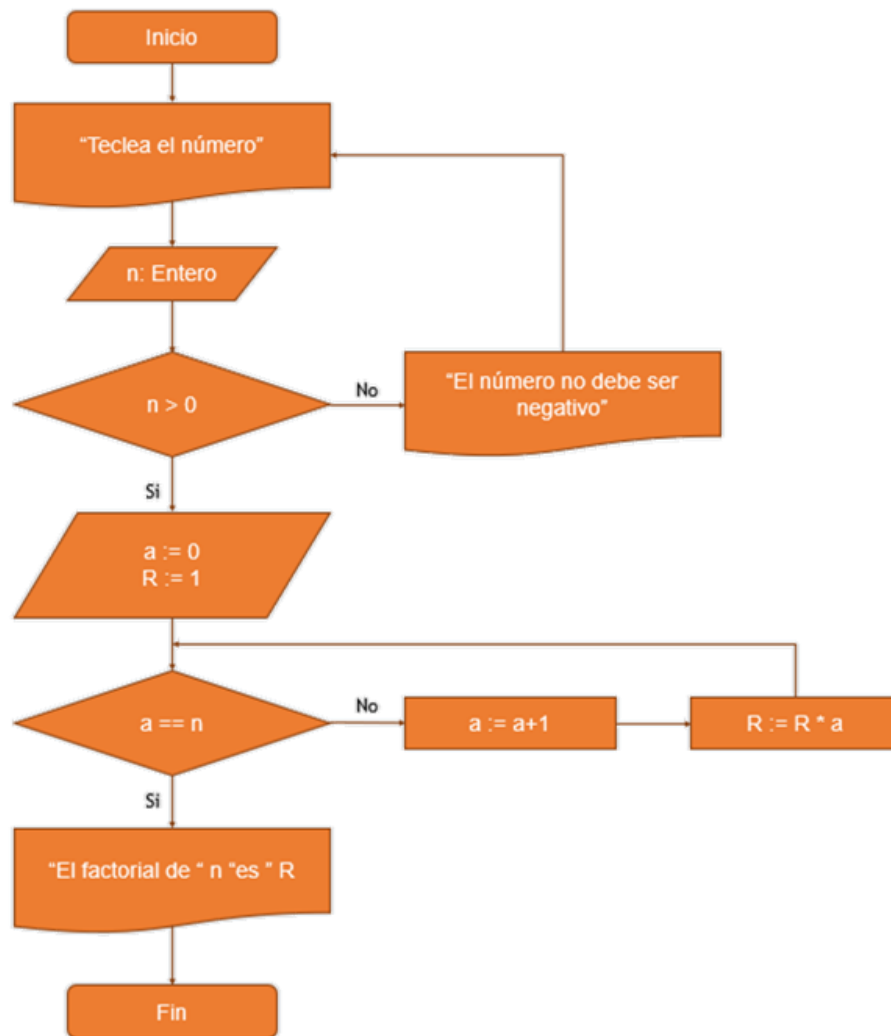 Inicio
“Teclea el número”
n: Entero
n > 0
No
“El número no debe ser
negativo”
Si
a := 0
R := 1
a == n
No
a := a+1
R := R * a
Si
“El factorial de “ n “es ” R
Fin